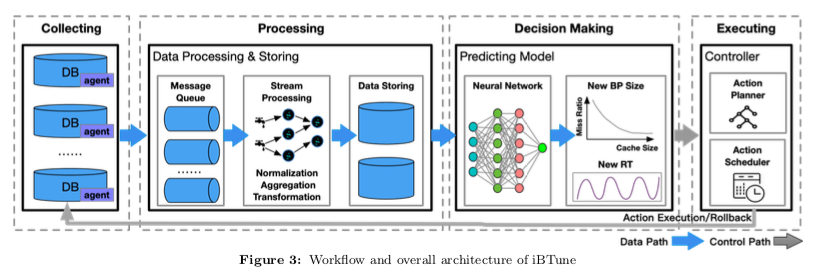 Collecting
Processing
Decision Making
Executing
DB
agent
DB
agent
......
DB
agent
Data Processing & Storing
Message
Queue
......
Stream
Processing
Normalization
Aggregation
Transformation
Data Storing
Predicting Model
Neural Network
New BP Size
Miss Ratio
Cache Size
New RT
Controller
Action
Planner
Action
Scheduler
Action Execution/Rollback
Data Path
Control Path
Figure 3: Workflow and overall architecture of iBTune